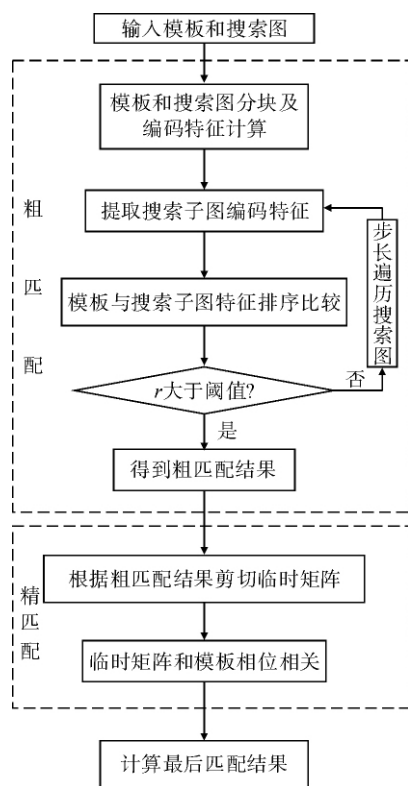 输入模板和搜索图
模板和搜索图分块及
编码特征计算
粗匹配
提取搜索子图编码特征
步长遍历搜索图
模板与搜索子图特征排序比较
r大于阈值?
否
是
得到粗匹配结果
精匹配
根据粗匹配结果剪切临时矩阵
临时矩阵和模板相位相关
计算最后匹配结果